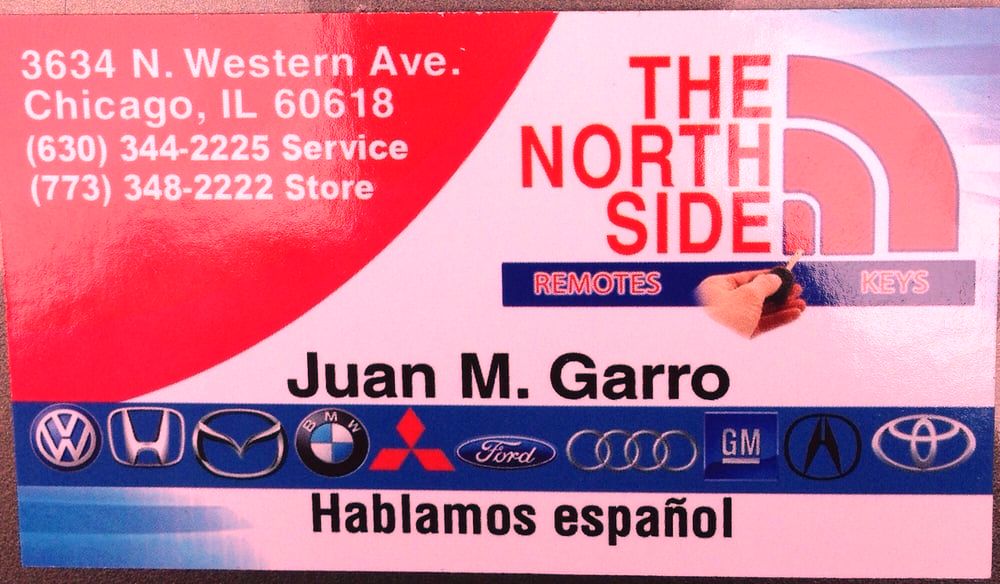 3634 N. Western Ave.
Chicago, IL 60618
(630) 344-2225 Service
(773) 348-2222 Store
THE
NORTH
SIDE
REMOTES KEYS
Juan M. Garro
BMW Ford GM
Hablamos español